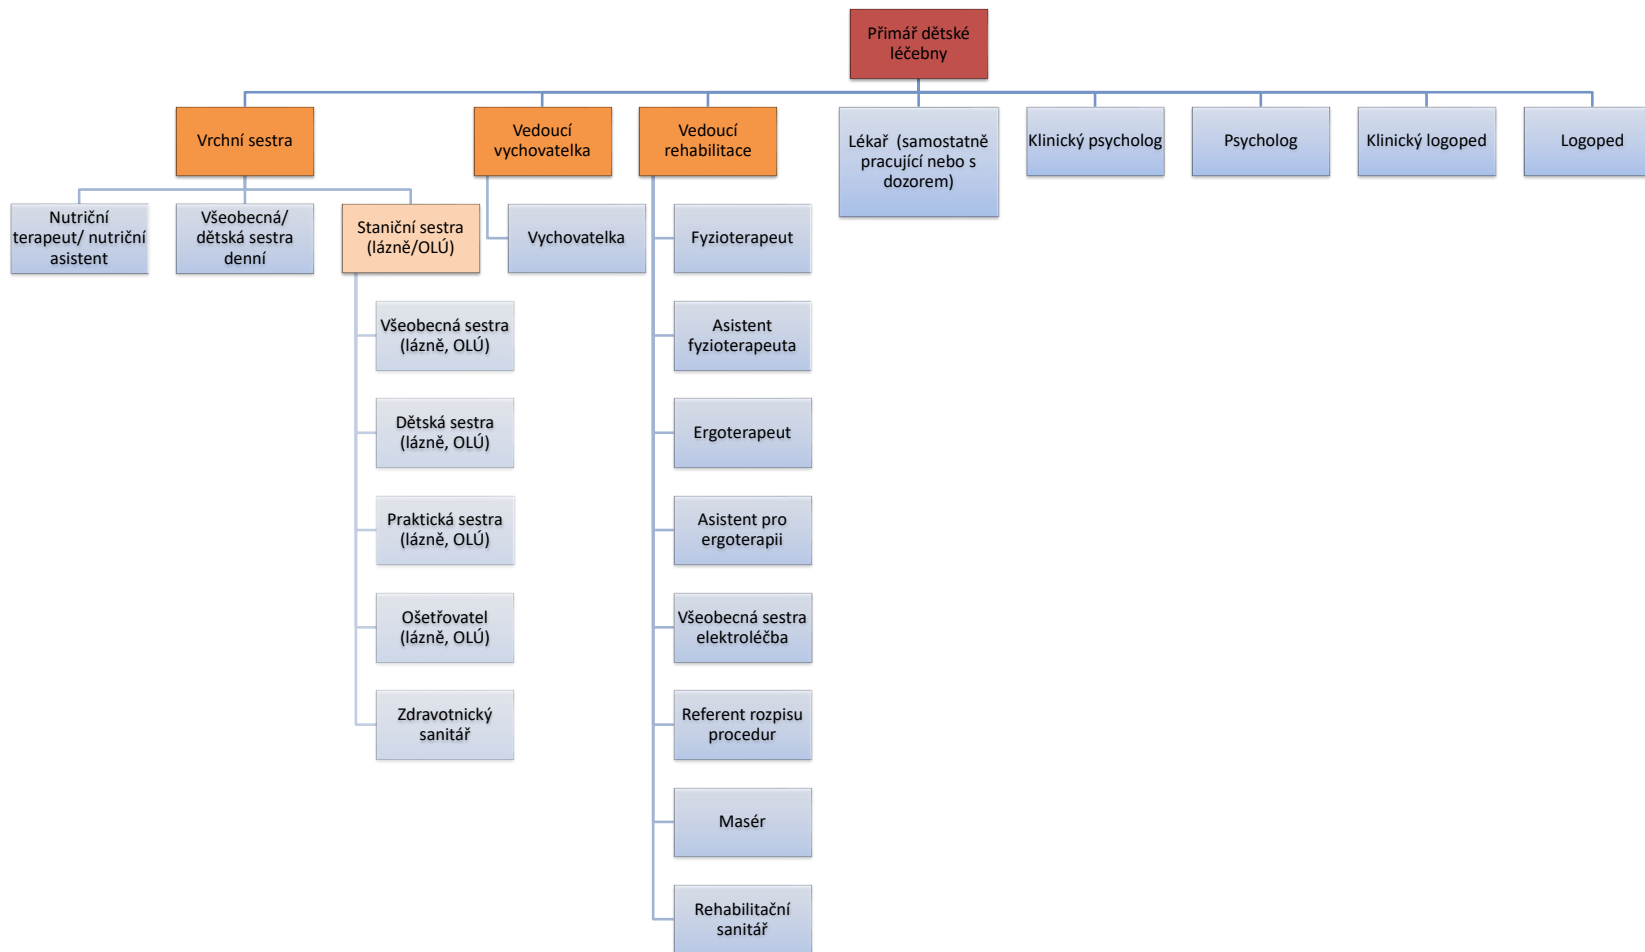 Přimář dětské
léčebny
Vrchní sestra
Vedoucí
vychovatelka
Vedoucí
rehabilitace
Lékař (samostatně
pracující nebo s
dozorem)
Klinický psycholog
Psycholog
Klinický logoped
Logoped
Nutriční
terapeut/ nutriční
asistent
Všeobecná/
dětská sestra
denní
Staniční sestra
(lázně/OLÚ)
Vychovatelka
Fyzioterapeut
Všeobecná sestra
(lázně, OLÚ)
Asistent
fyzioterapeuta
Dětská sestra
(lázně, OLÚ)
Ergoterapeut
Praktická sestra
(lázně, OLÚ)
Asistent pro
ergoterapii
Ošetřovatel
(lázně, OLÚ)
Všeobecná sestra
elektroléčba
Zdravotnický
sanitář
Referent rozpisu
procedur
Masér
Rehabilitační
sanitář